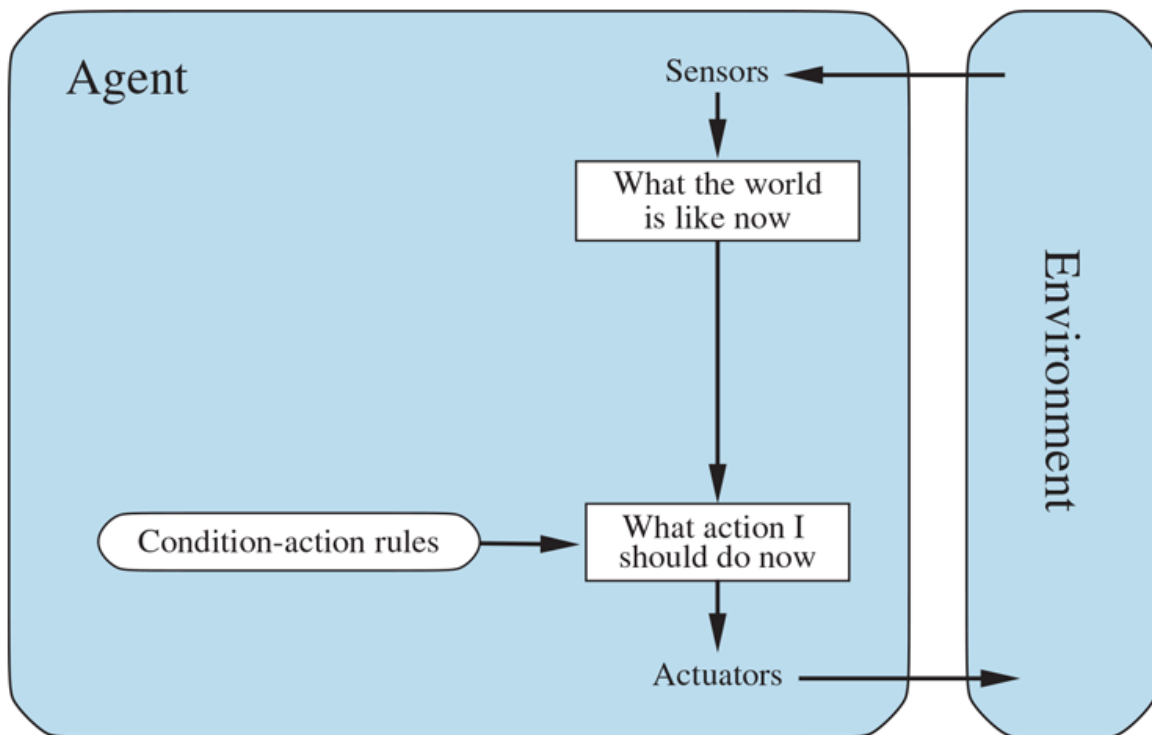 Agent
Sensors
What the world
is like now
Environment
Condition-action rules
What action I
should do now
Actuators